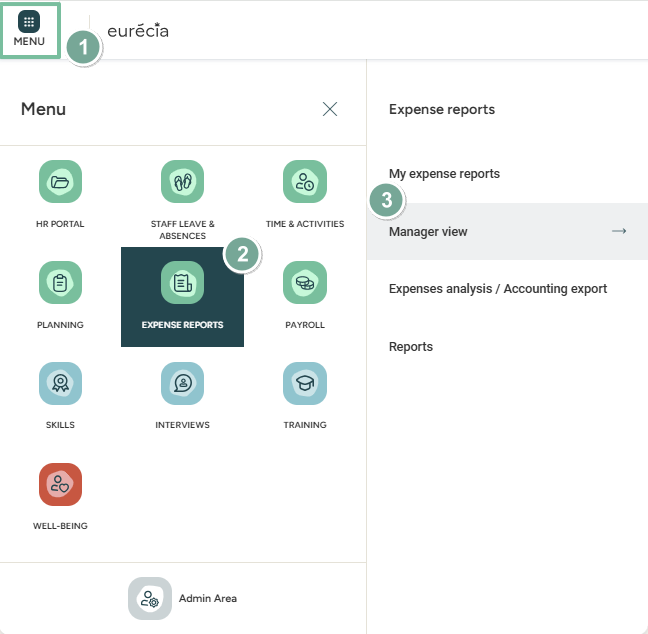 MENU
1
eurécia
Menu
HR PORTAL
STAFF LEAVE &
ABSENCES
TIME & ACTIVITIES
2
PLANNING
EXPENSE REPORTS
PAYROLL
SKILLS
INTERVIEWS
TRAINING
WELL-BEING
Admin Area
Expense reports
My expense reports
3
Manager view →
Expenses analysis / Accounting export
Reports